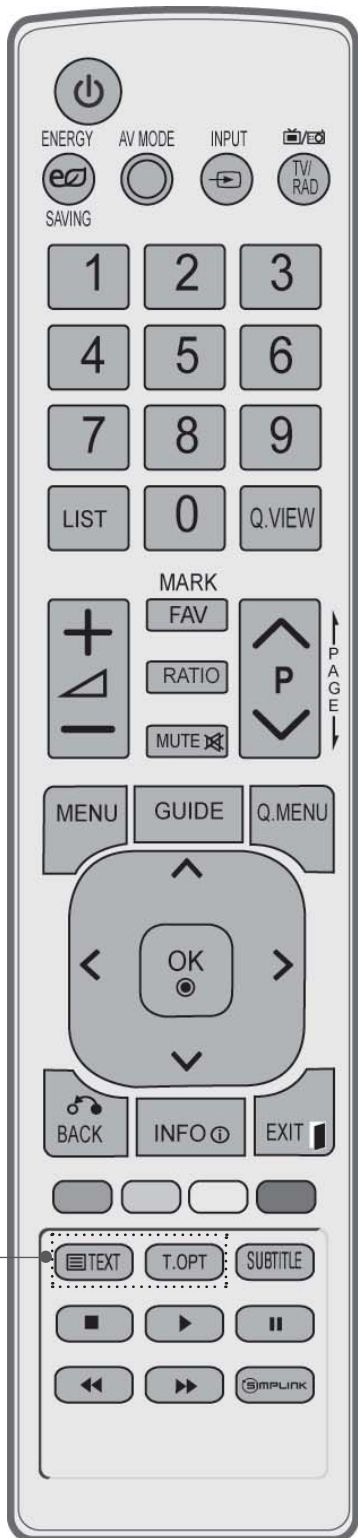 ENERGY AV MODE INPUT
TV/
RAD
SAVING
1 2 3
4 5 6
7 8 9
LIST 0 Q.VIEW
MARK
FAV
RATIO
P
PAGE
MUTE
MENU GUIDE Q.MENU
OK
BACK INFO EXIT
TEXT T.OPT SUBTITLE
SIMPLINK